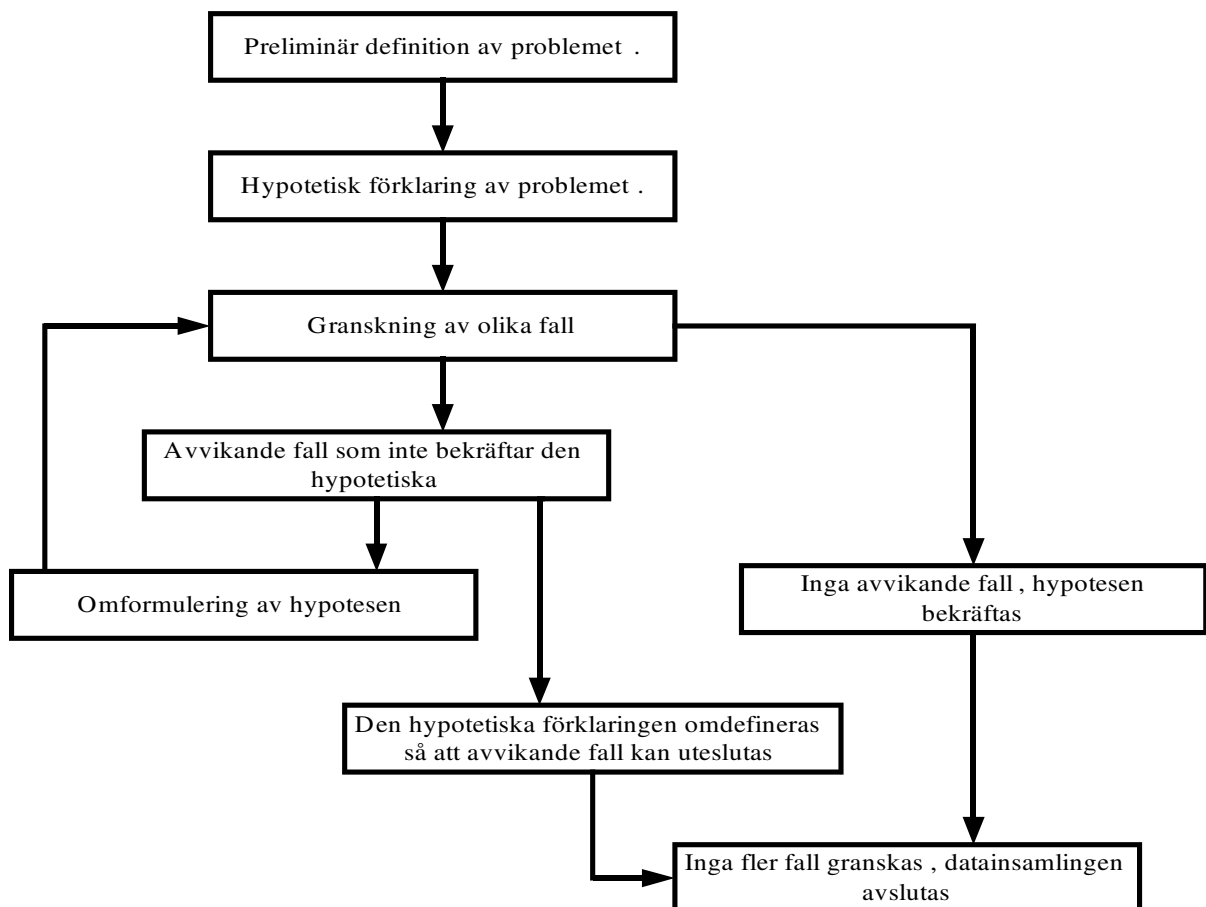 Preliminär definition av problemet .
Hypotetisk förklaring av problemet .
Granskning av olika fall
Avvikande fall som inte bekräftar den
hypotetiska
Omformulering av hypotesen
Inga avvikande fall , hypotesen
bekräftas
Den hypotetiska förklaringen omdefineras
så att avvikande fall kan uteslutas
Inga fler fall granskas , datainsamlingen
avslutas